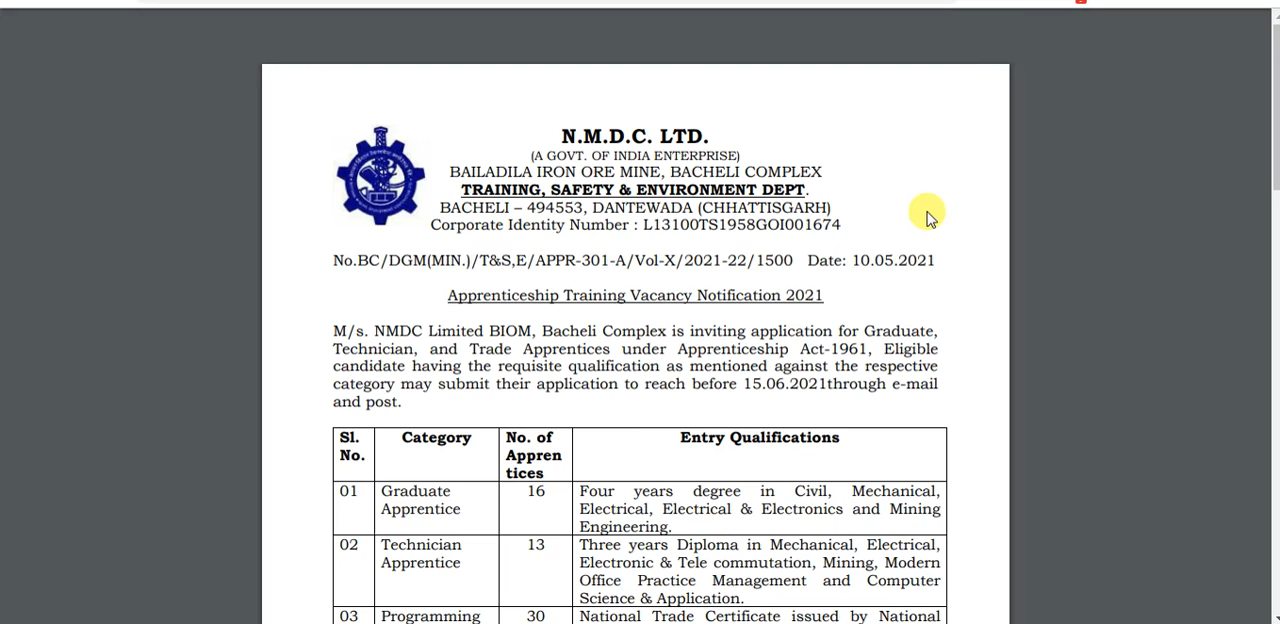 N.M.D.C. LTD.
(A GOVT. OF INDIA ENTERPRISE)
BAILADILA IRON ORE MINE, BACHELI COMPLEX
TRAINING, SAFETY & ENVIRONMENT DEPT.
BACHELI – 494553, DANTEWADA (CHHATTISGARH)
Corporate Identity Number : L13100TS1958GOI001674
No.BC/DGM(MIN.)/T&S,E/APPR-301-A/Vol-X/2021-22/1500 Date: 10.05.2021
Apprenticeship Training Vacancy Notification 2021
M/s. NMDC Limited BIOM, Bacheli Complex is inviting application for Graduate,
Technician, and Trade Apprentices under Apprenticeship Act-1961, Eligible
candidate having the requisite qualification as mentioned against the respective
category may submit their application to reach before 15.06.2021through e-mail
and post.
Sl. No. Category No. of Appren tices Entry Qualifications
01 Graduate Apprentice 16 Four years degree in Civil, Mechanical,
Electrical, Electrical & Electronics and Mining
Engineering.
02 Technician Apprentice 13 Three years Diploma in Mechanical, Electrical,
Electronic & Tele commutation, Mining, Modern
Office Practice Management and Computer
Science & Application.
03 Programming 30 National Trade Certificate issued by National